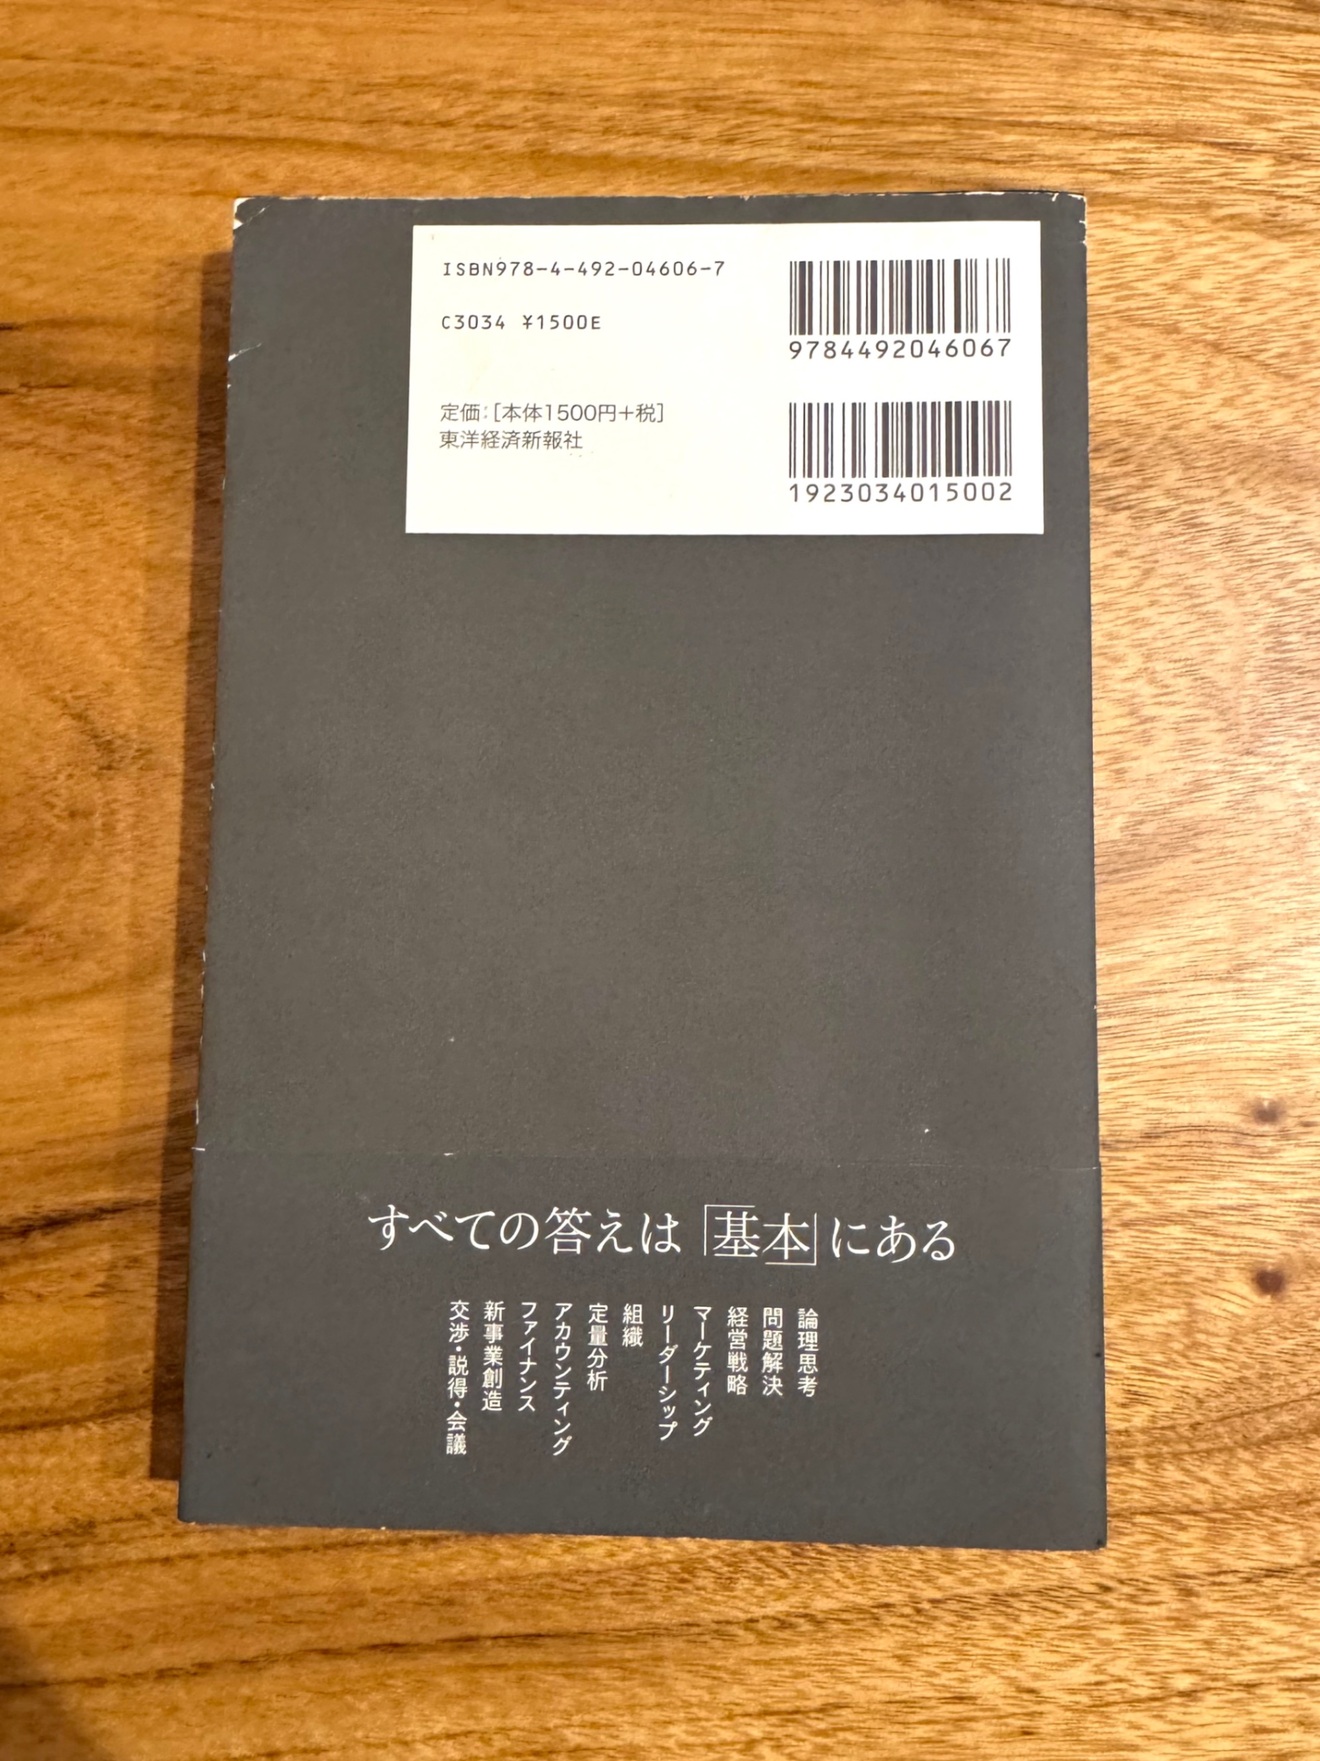 ISBN978-4-492-04606-7
C3034 ¥1500E
定価:[本体1500円+税]
東洋経済新報社
9784492046067
1923034015002
すべての答えは「基本」にある
論理思考
問題解決
経営戦略
マーケティング
リーダーシップ
組織
定量分析
アカウンティング
ファイナンス
新事業創造
交渉・説得・会議